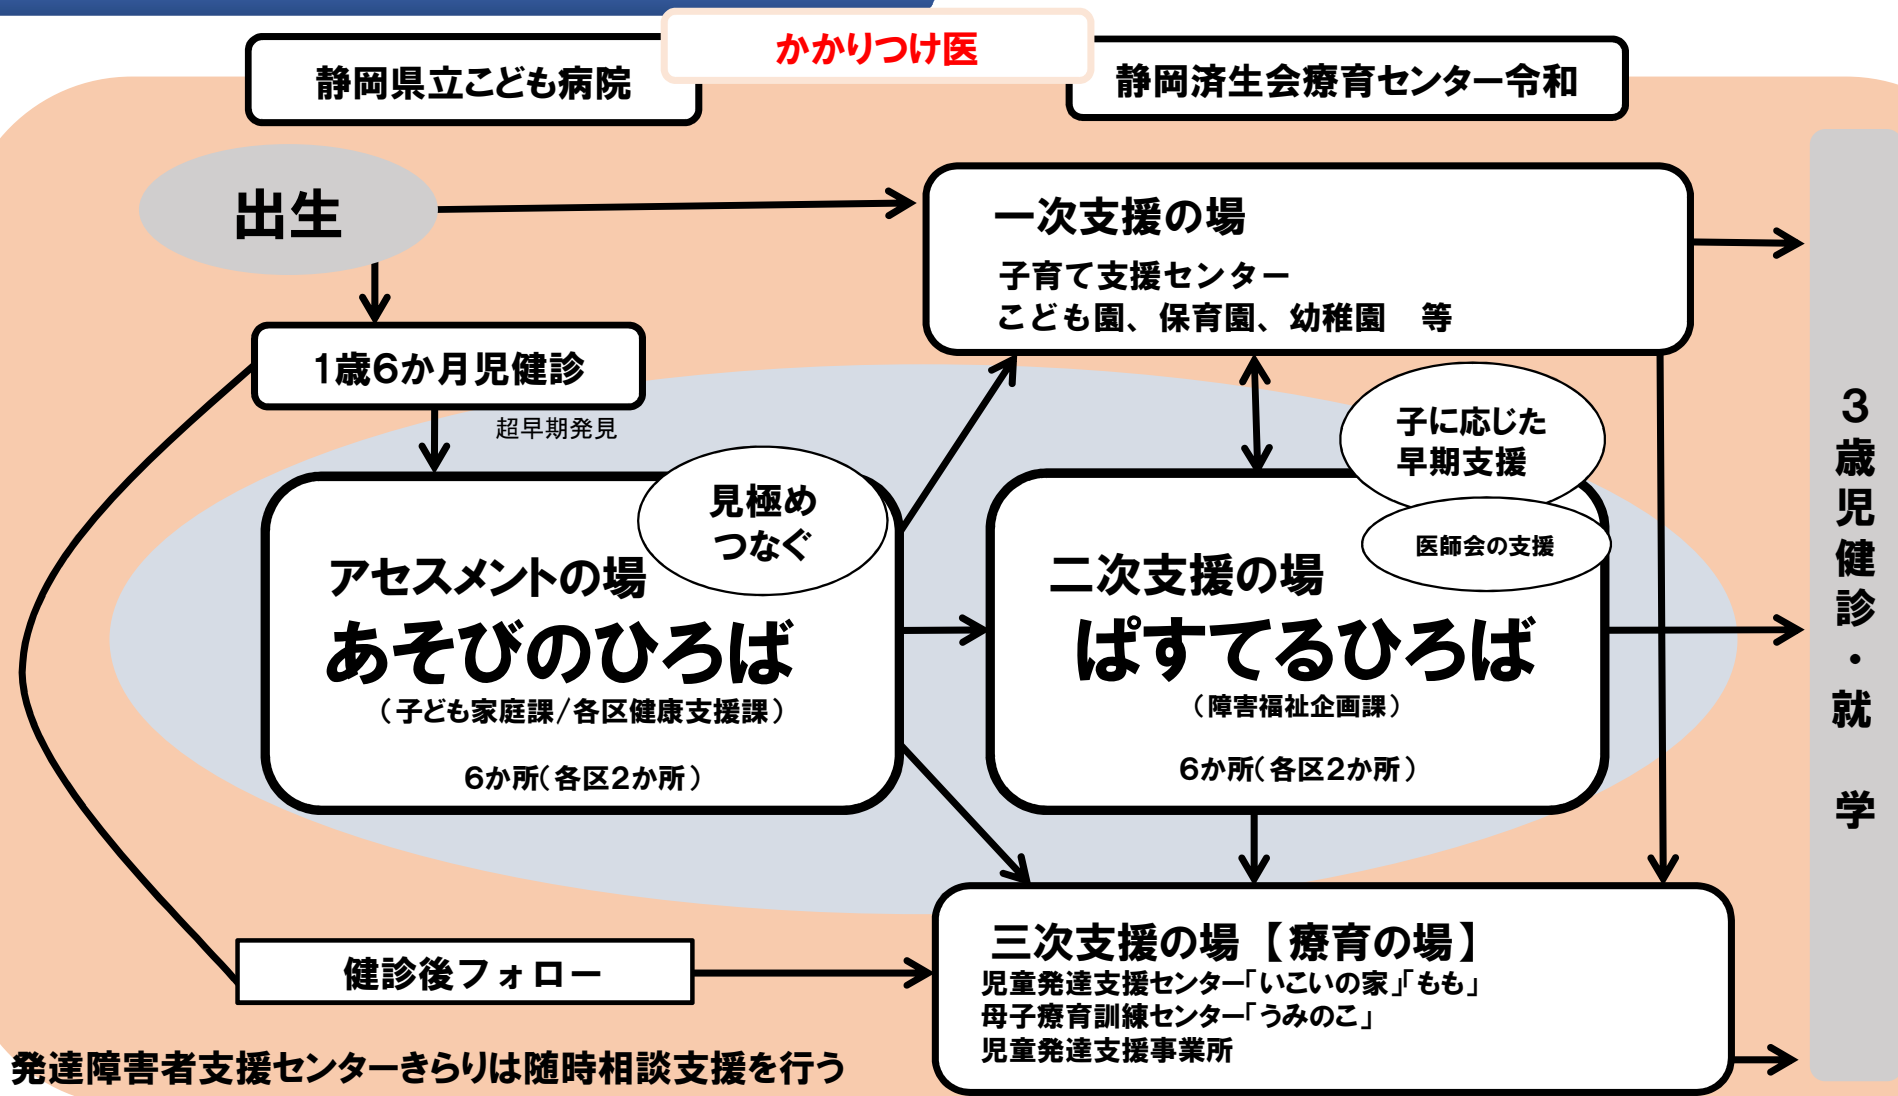 かかりつけ医
静岡県立こども病院
静岡済生会療育センター令和
出生
一次支援の場
子育て支援センター
こども園、保育園、幼稚園　等
1歳6か月児健診
超早期発見
子に応じた
早期支援
医師会の支援
見極め
つなぐ
アセスメントの場
あそびのひろば
（子ども家庭課/各区健康支援課）
6か所（各区2か所）
二次支援の場
ぱすてるひろば
（障害福祉企画課）
6か所（各区2か所）
3歳児健診・就　学
健診後フォロー
三次支援の場【療育の場】
児童発達支援センター「いこいの家」「もも」
母子療育訓練センター「うみのこ」
児童発達支援事業所
発達障害者支援センターきらりは随時相談支援を行う